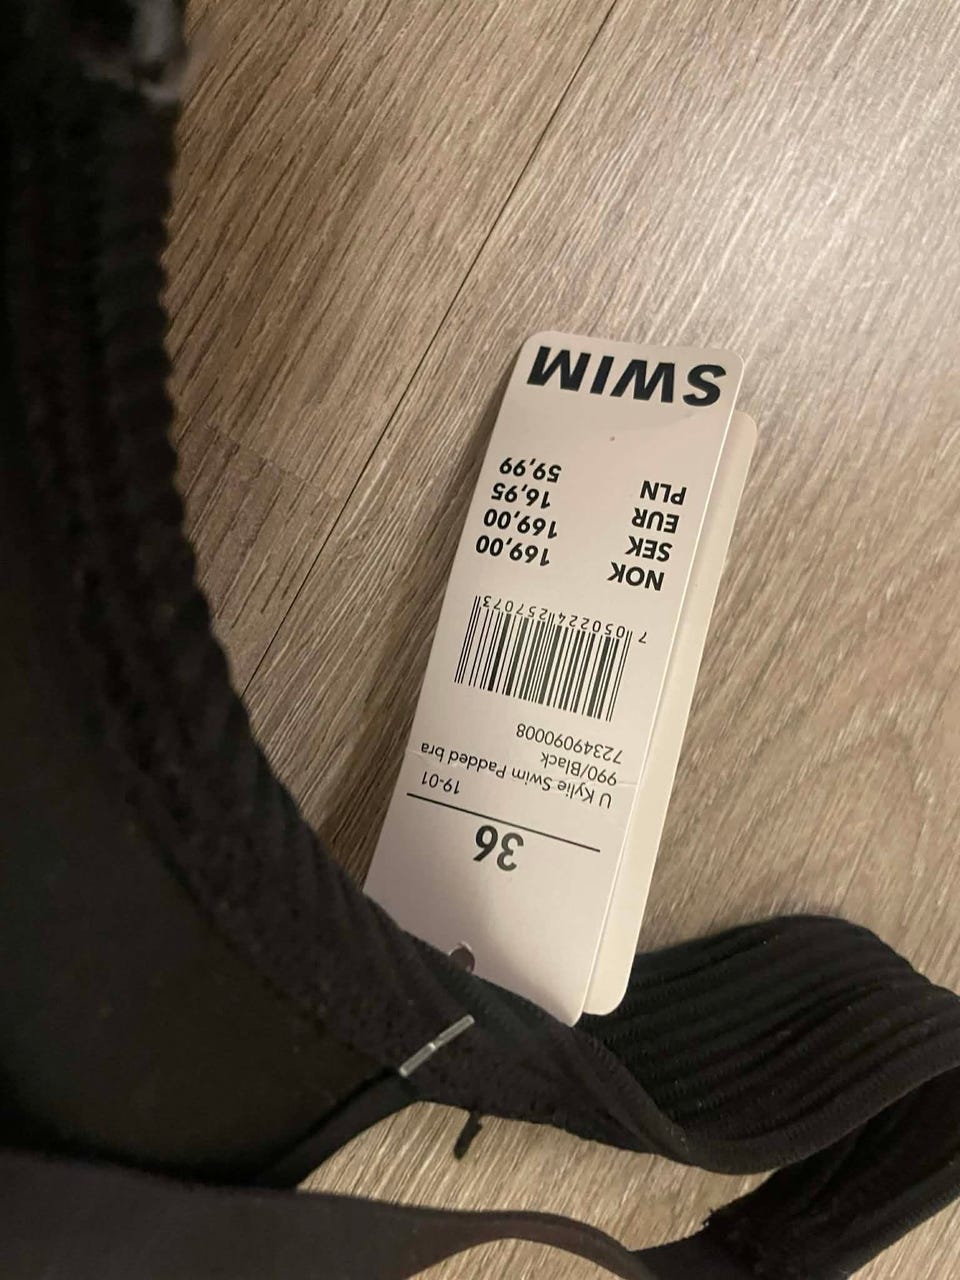 36
19-01
U Kylie Swim Padded bra
990/Black
72349090008
7 050224 257073
NOK 169,00
SEK 169,00
EUR 16,95
PLN 59,99
SWIM